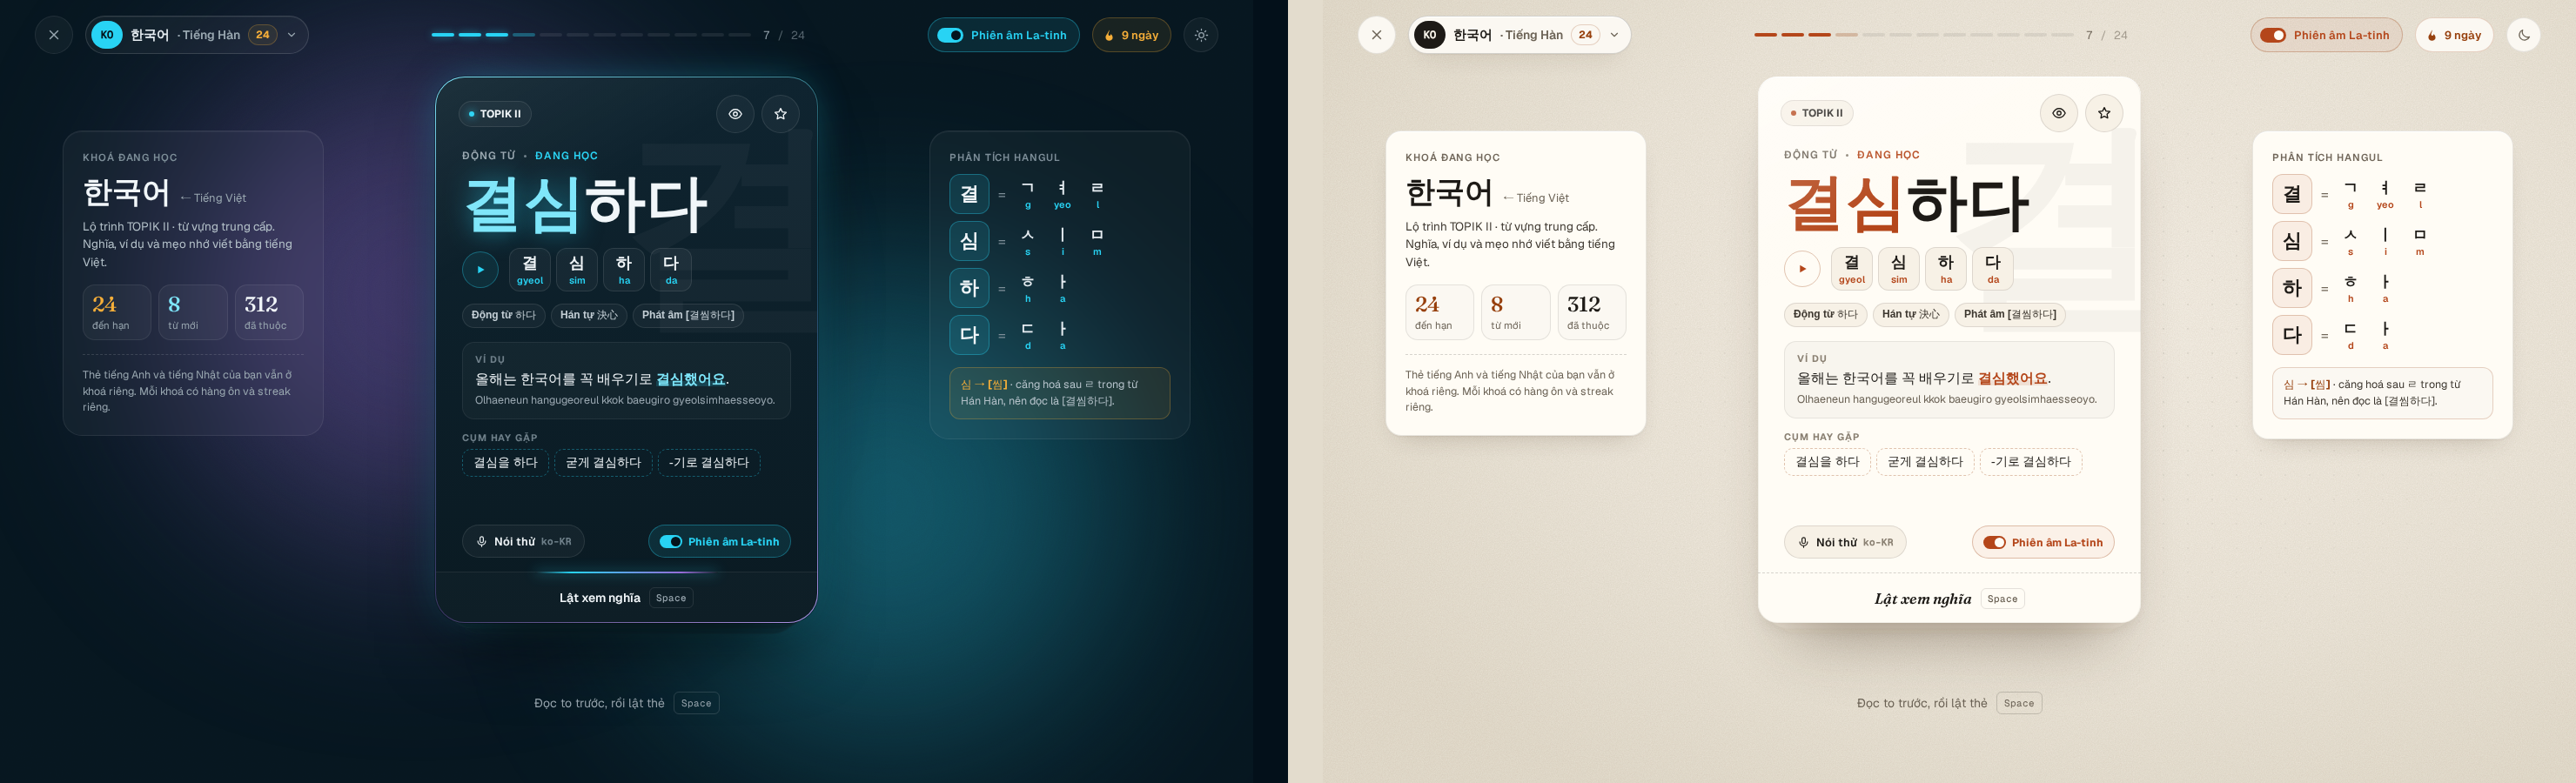 KO 한국어 · Tiếng Hàn 24
7 / 24
Phiên âm La-tinh
9 ngày
KHOÁ ĐANG HỌC
한국어 ← Tiếng Việt
Lộ trình TOPIK II · từ vựng trung cấp.
Nghĩa, ví dụ và mẹo nhớ viết bằng tiếng
Việt.
24 8 312
đến hạn từ mới đã thuộc
Thẻ tiếng Anh và tiếng Nhật của bạn vẫn ở
khoá riêng. Mỗi khoá có hàng ôn và streak
riêng.
TOPIK II
결
ĐỘNG TỪ • ĐANG HỌC
결심하다
결 심 하 다
gyeol sim ha da
Động từ 하다 Hán tự 決心 Phát âm [결씸하다]
VÍ DỤ
올해는 한국어를 꼭 배우기로 결심했어요.
Olhaeneun hangugeoreul kkok baeugiro gyeolsimhaesseoyo.
CỤM HAY GẶP
결심을 하다 굳게 결심하다 -기로 결심하다
Nói thử ko-KR
Phiên âm La-tinh
Lật xem nghĩa Space
Đọc to trước, rồi lật thẻ Space
PHÂN TÍCH HANGUL
결 = ㄱ ㅕ ㄹ
g yeo l
심 = ㅅ ㅣ ㅁ
s i m
하 = ㅎ ㅏ
h a
다 = ㄷ ㅏ
d a
심 → [씸] · căng hoá sau ㄹ trong từ
Hán Hàn, nên đọc là [결씸하다].
KO 한국어 · Tiếng Hàn 24
7 / 24
Phiên âm La-tinh
9 ngày
KHOÁ ĐANG HỌC
한국어 ← Tiếng Việt
Lộ trình TOPIK II · từ vựng trung cấp.
Nghĩa, ví dụ và mẹo nhớ viết bằng tiếng
Việt.
24 8 312
đến hạn từ mới đã thuộc
Thẻ tiếng Anh và tiếng Nhật của bạn vẫn ở
khoá riêng. Mỗi khoá có hàng ôn và streak
riêng.
TOPIK II
결
ĐỘNG TỪ • ĐANG HỌC
결심하다
결 심 하 다
gyeol sim ha da
Động từ 하다 Hán tự 決心 Phát âm [결씸하다]
VÍ DỤ
올해는 한국어를 꼭 배우기로 결심했어요.
Olhaeneun hangugeoreul kkok baeugiro gyeolsimhaesseoyo.
CỤM HAY GẶP
결심을 하다 굳게 결심하다 -기로 결심하다
Nói thử ko-KR
Phiên âm La-tinh
Lật xem nghĩa Space
Đọc to trước, rồi lật thẻ Space
PHÂN TÍCH HANGUL
결 = ㄱ ㅕ ㄹ
g yeo l
심 = ㅅ ㅣ ㅁ
s i m
하 = ㅎ ㅏ
h a
다 = ㄷ ㅏ
d a
심 → [씸] · căng hoá sau ㄹ trong từ
Hán Hàn, nên đọc là [결씸하다].